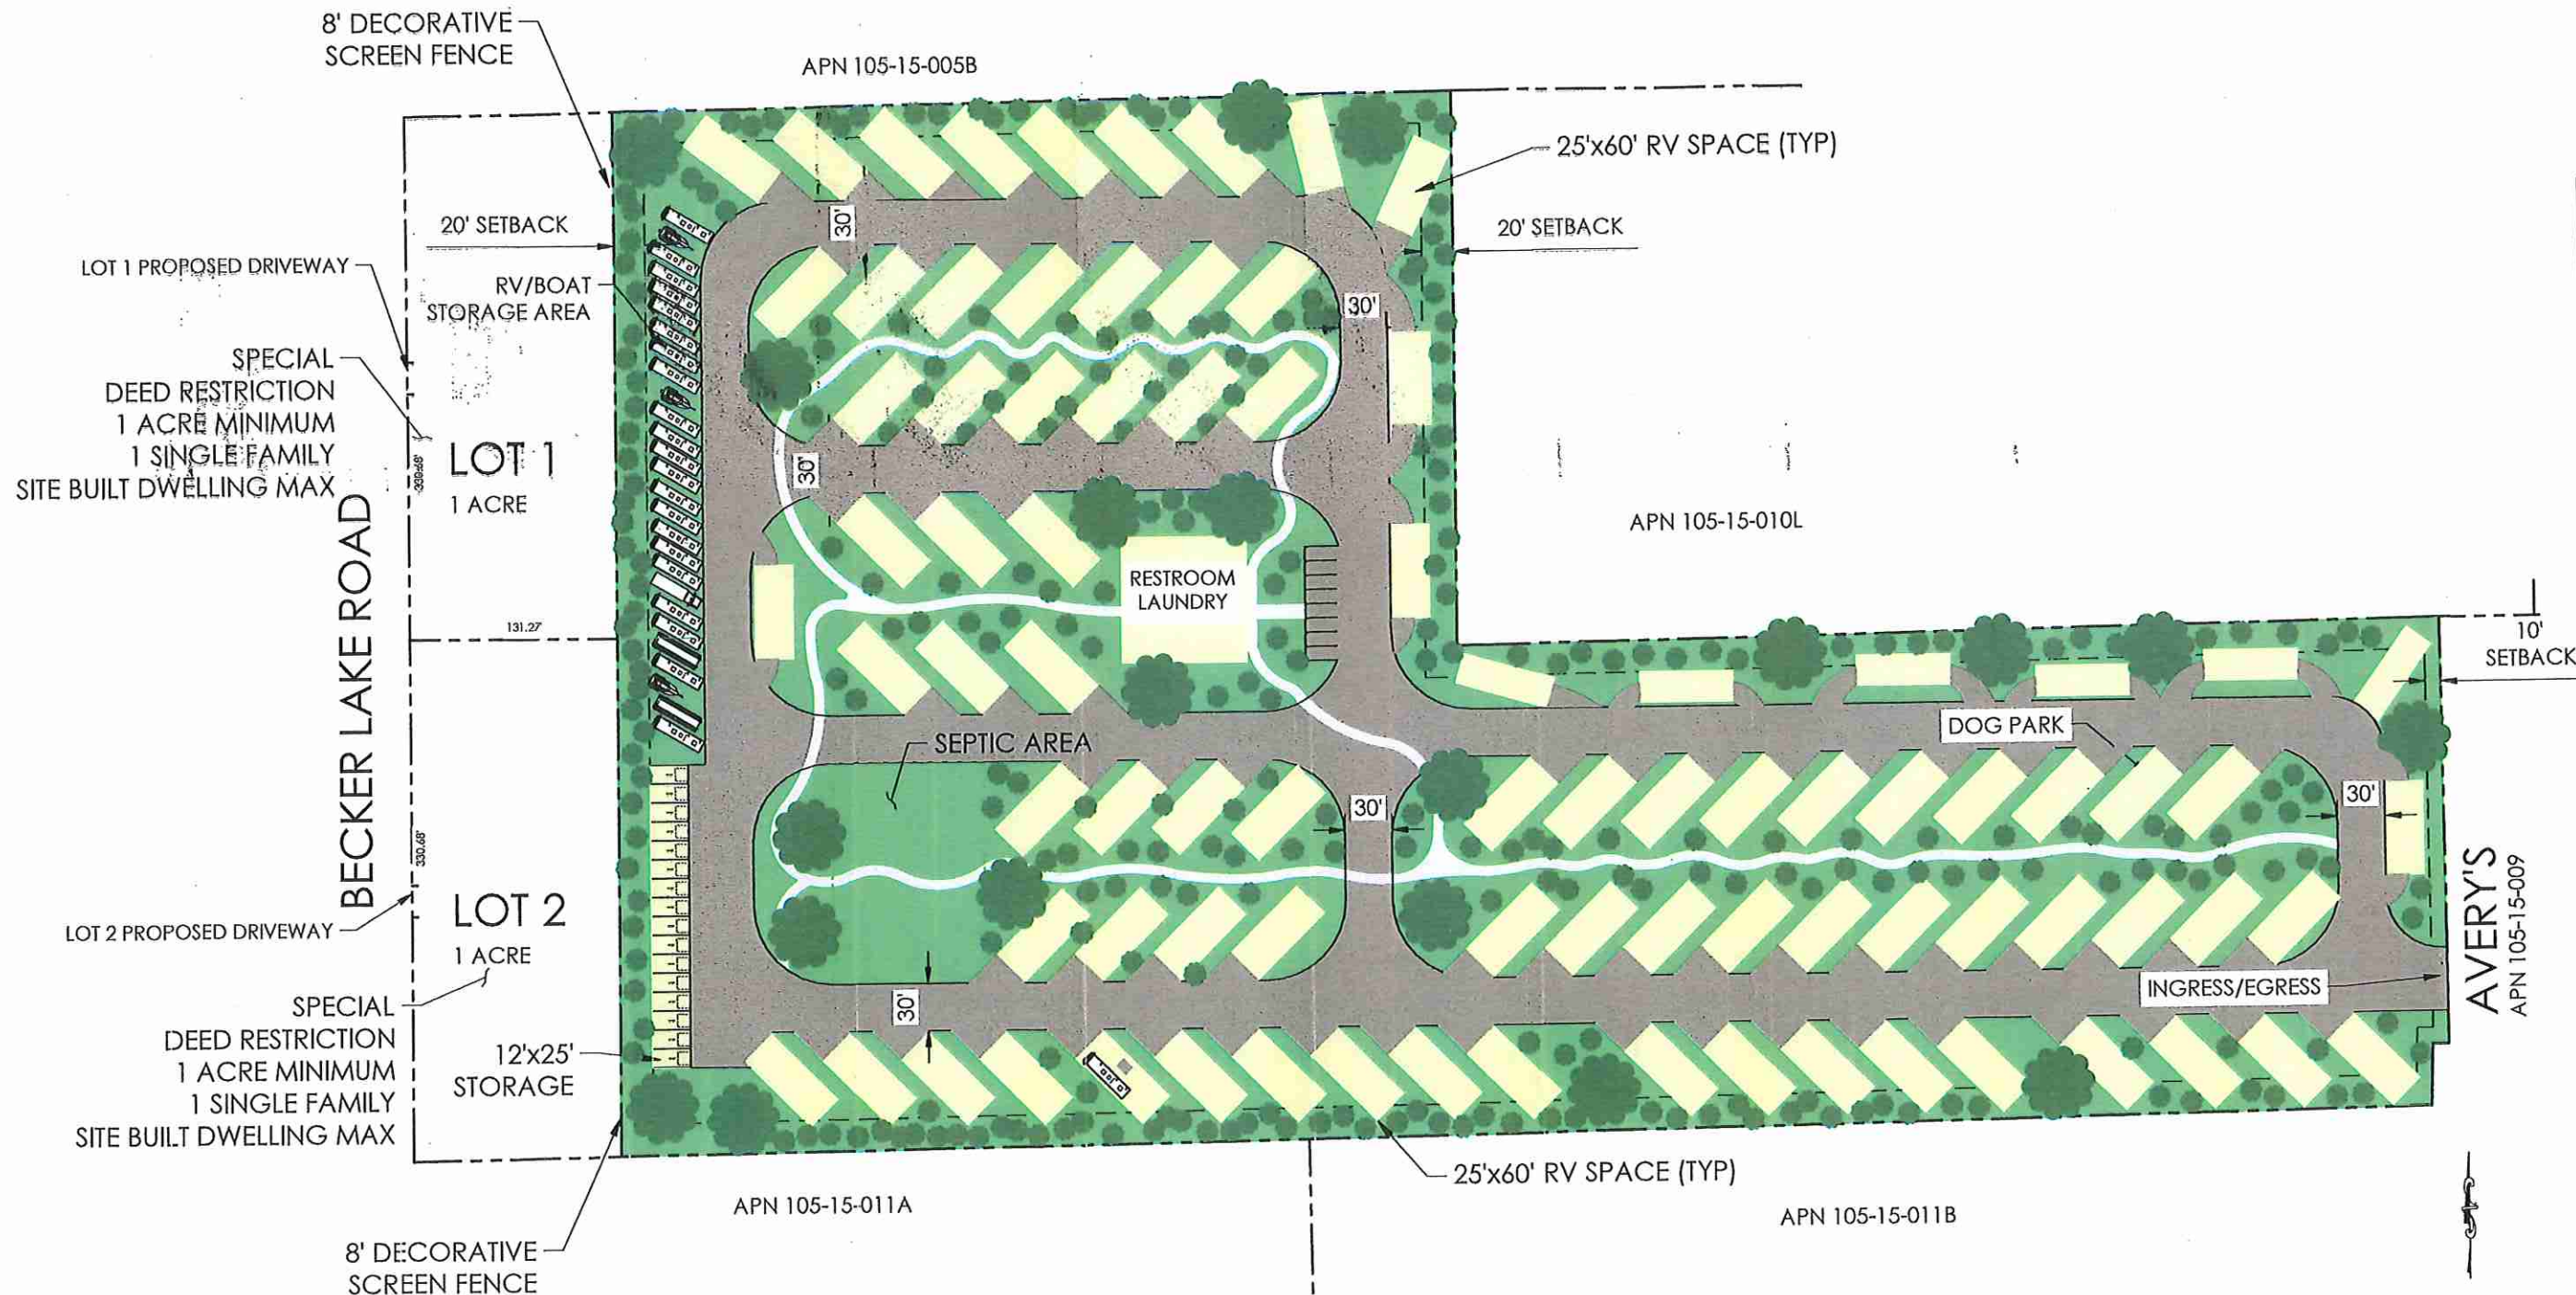 8' DECORATIVE
SCREEN FENCE
APN 105-15-005B
25'x60' RV SPACE (TYP)
20' SETBACK
20' SETBACK
30'
LOT 1 PROPOSED DRIVEWAY
RV/BOAT
STORAGE AREA
30'
SPECIAL
DEED RESTRICTION
1 ACRE MINIMUM
1 SINGLE FAMILY
SITE BUILT DWELLING MAX
LOT 1
1 ACRE
30'
APN 105-15-010L
BECKER LAKE ROAD
RESTROOM
LAUNDRY
131.27'
10'
SETBACK
DOG PARK
SEPTIC AREA
30'
30'
330.68'
LOT 2
1 ACRE
LOT 2 PROPOSED DRIVEWAY
AVERY'S
APN 105-15-009
INGRESS/EGRESS
30'
SPECIAL
DEED RESTRICTION
1 ACRE MINIMUM
1 SINGLE FAMILY
SITE BUILT DWELLING MAX
12'x25'
STORAGE
25'x60' RV SPACE (TYP)
APN 105-15-011A
APN 105-15-011B
8' DECORATIVE
SCREEN FENCE